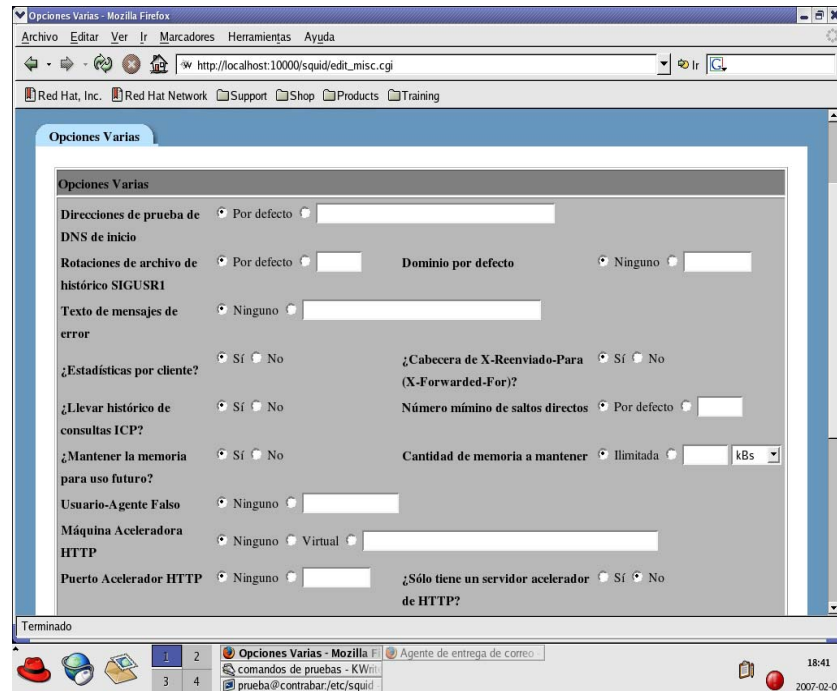 Opciones Varias - Mozilla Firefox
Archivo Editar Ver Ir Marcadores Herramientas Ayuda
http://localhost:10000/squid/edit_misc.cgi
Ir
Red Hat, Inc. Red Hat Network Support Shop Products Training
Opciones Varias
Opciones Varias
Direcciones de prueba de DNS de inicio Por defecto
Rotaciones de archivo de histórico SIGUSR1 Por defecto Dominio por defecto Ninguno
Texto de mensajes de error Ninguno
¿Estadísticas por cliente? Sí No ¿Cabecera de X-Reenviado-Para (X-Forwarded-For)? Sí No
¿Llevar histórico de consultas ICP? Sí No Número mímino de saltos directos Por defecto
¿Mantener la memoria para uso futuro? Sí No Cantidad de memoria a mantener Ilimitada kBs
Usuario-Agente Falso Ninguno
Máquina Aceleradora HTTP Ninguno Virtual
Puerto Acelerador HTTP Ninguno ¿Sólo tiene un servidor acelerador de HTTP? Sí No
Terminado
1 2 3 4
Opciones Varias - Mozilla F
Agente de entrega de correo -
comandos de pruebas - KWrit
prueba@contrabar:/etc/squid
18:41
2007-02-0